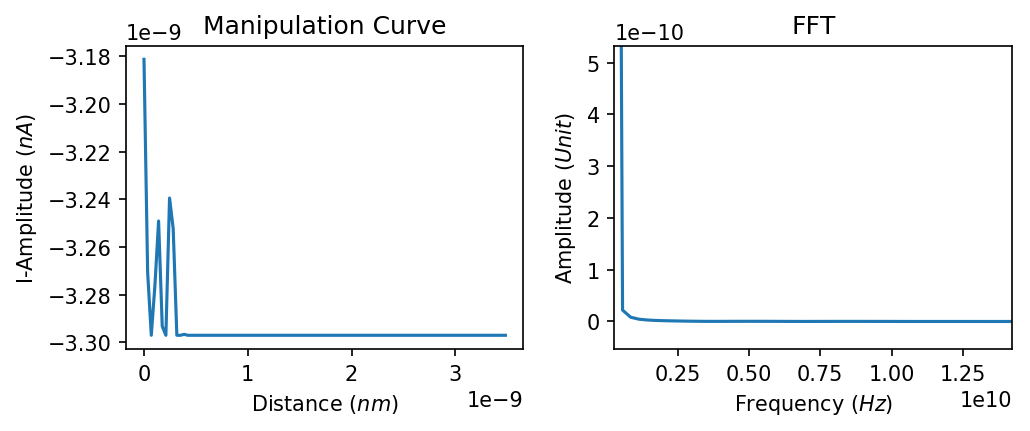 Manipulation Curve
1e−9
I-Amplitude (nA)
−3.18
−3.20
−3.22
−3.24
−3.26
−3.28
−3.30
0 1 2 3
1e−9
Distance (nm)
FFT
1e−10
Amplitude (Unit)
5
4
3
2
1
0
0.25 0.50 0.75 1.00 1.25
1e10
Frequency (Hz)